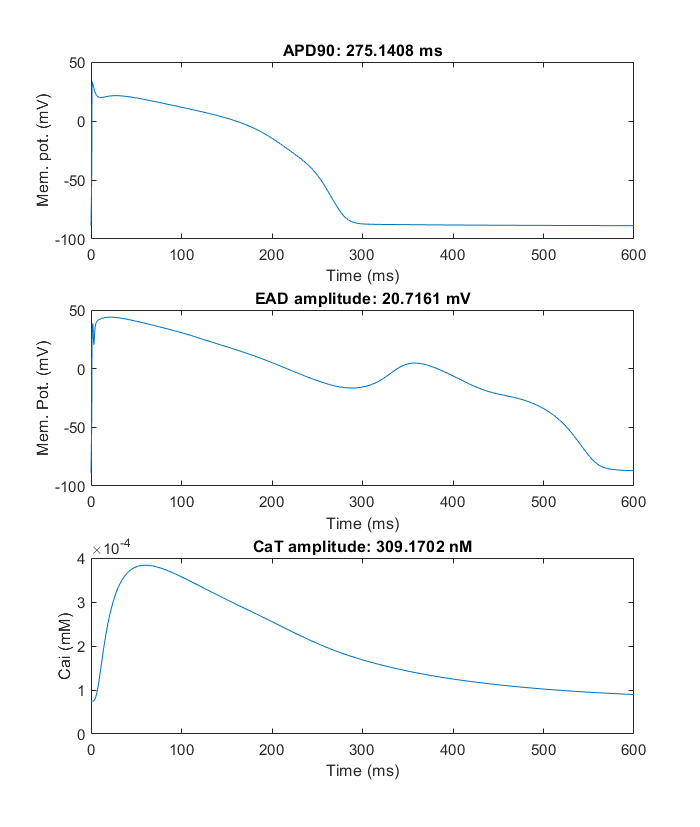 APD90: 275.1408 ms
50
0
-50
-100
Mem. pot. (mV)
0 100 200 300 400 500 600
Time (ms)
EAD amplitude: 20.7161 mV
50
0
-50
-100
Mem. Pot. (mV)
0 100 200 300 400 500 600
Time (ms)
CaT amplitude: 309.1702 nM
×10⁻⁴
4
3
2
1
0
Cai (mM)
0 100 200 300 400 500 600
Time (ms)